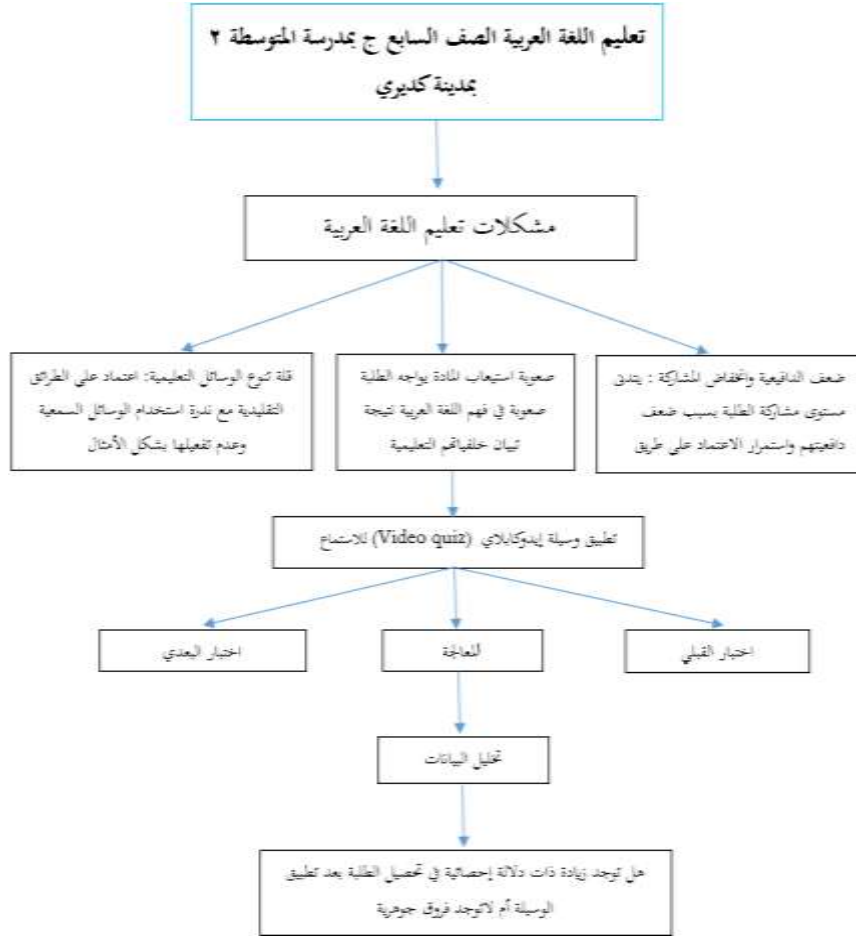 تعليم اللغة العربية الصف السابع ج بمدرسة المتوسطة ٢
بمدينة كديري
مشكلات تعليم اللغة العربية
ضعف الدافيعية وانخفاض المشاركة : يتدنى
مستوى مشاركة الطلبة بسبب ضعف
دافعيتهم واستمرار الاعتماد على طريق
صعوبة استيعاب المادة يواجه الطلبة
صعوبة في فهم اللغة العربية نتيجة
تبيان خلفياتهم التعليمية
قلة تنوع الوسائل التعليمية: اعتماد على الطرائق
التقليدية مع ندرة استخدام الوسائل السمعية
وعدم تفعيلها بشكل الأمثال
تطبيق وسيلة إيدوكابلاي (Video quiz) للاستماع
اختبار القبلي
المعالجة
اختبار البعدي
تحليل البيانات
هل توجد زيادة ذات دلالة إحصائية في تحصيل الطلبة بعد تطبيق
الوسيلة أم لاتوجد فروق جوهرية